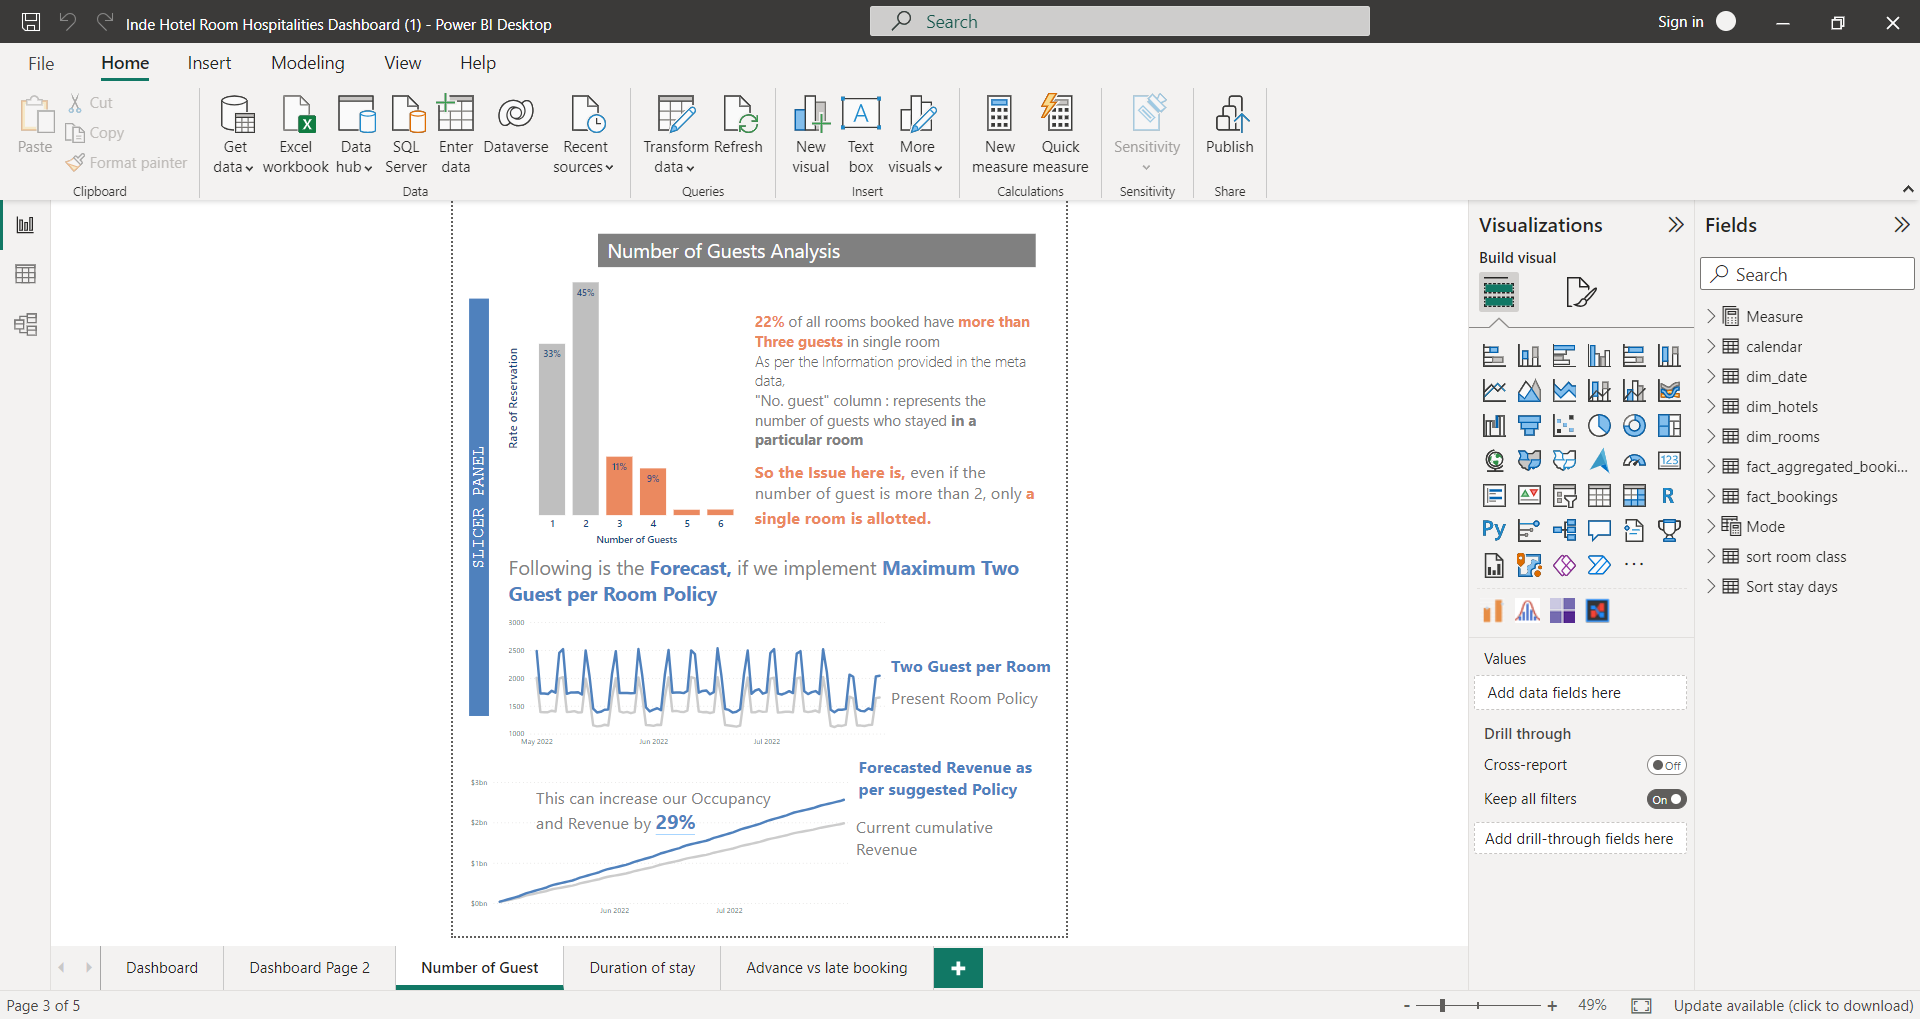 Inde Hotel Room Hospitalities Dashboard (1) - Power BI Desktop
Search
Sign in
File
Home
Insert
Modeling
View
Help
Paste
Cut
Copy
Format painter
Clipboard
Get
data
Excel
workbook
Data
hub
SQL
Server
Enter
data
Dataverse
Recent
sources
Data
Transform
data
Refresh
Queries
New
visual
Text
box
More
visuals
Insert
New
measure
Quick
measure
Calculations
Sensitivity
Sensitivity
Publish
Share
Number of Guests Analysis
SLICER PANEL
Rate of Reservation
33%
45%
11%
9%
1
2
3
4
5
6
Number of Guests
22% of all rooms booked have more than
Three guests in single room
As per the Information provided in the meta
data,
"No. guest" column : represents the
number of guests who stayed in a
particular room
So the Issue here is, even if the
number of guest is more than 2, only a
single room is allotted.
Following is the Forecast, if we implement Maximum Two
Guest per Room Policy
3000
2500
2000
1500
1000
May 2022
Jun 2022
Jul 2022
Two Guest per Room
Present Room Policy
$3bn
$2bn
$1bn
$0bn
This can increase our Occupancy
and Revenue by 29%
Jun 2022
Jul 2022
Forecasted Revenue as
per suggested Policy
Current cumulative
Revenue
Visualizations
Build visual
123
R
Py
Values
Add data fields here
Drill through
Cross-report
Off
Keep all filters
On
Add drill-through fields here
Fields
Search
Measure
calendar
dim_date
dim_hotels
dim_rooms
fact_aggregated_booki...
fact_bookings
Mode
sort room class
Sort stay days
Dashboard
Dashboard Page 2
Number of Guest
Duration of stay
Advance vs late booking
Page 3 of 5
- +
49%
Update available (click to download)